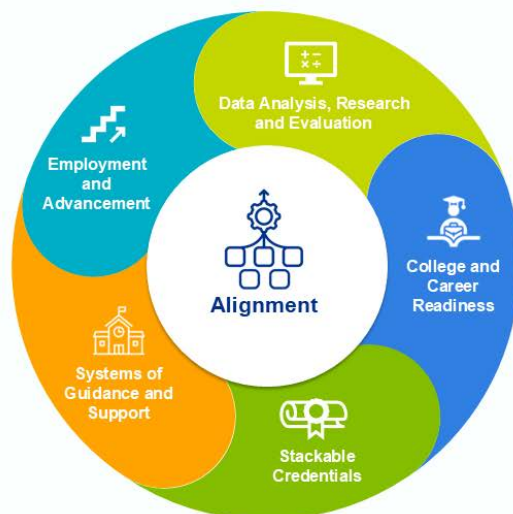 Data Analysis, Research
and Evaluation
College and
Career
Readiness
Stackable
Credentials
Systems of
Guidance and
Support
Employment
and
Advancement
Alignment